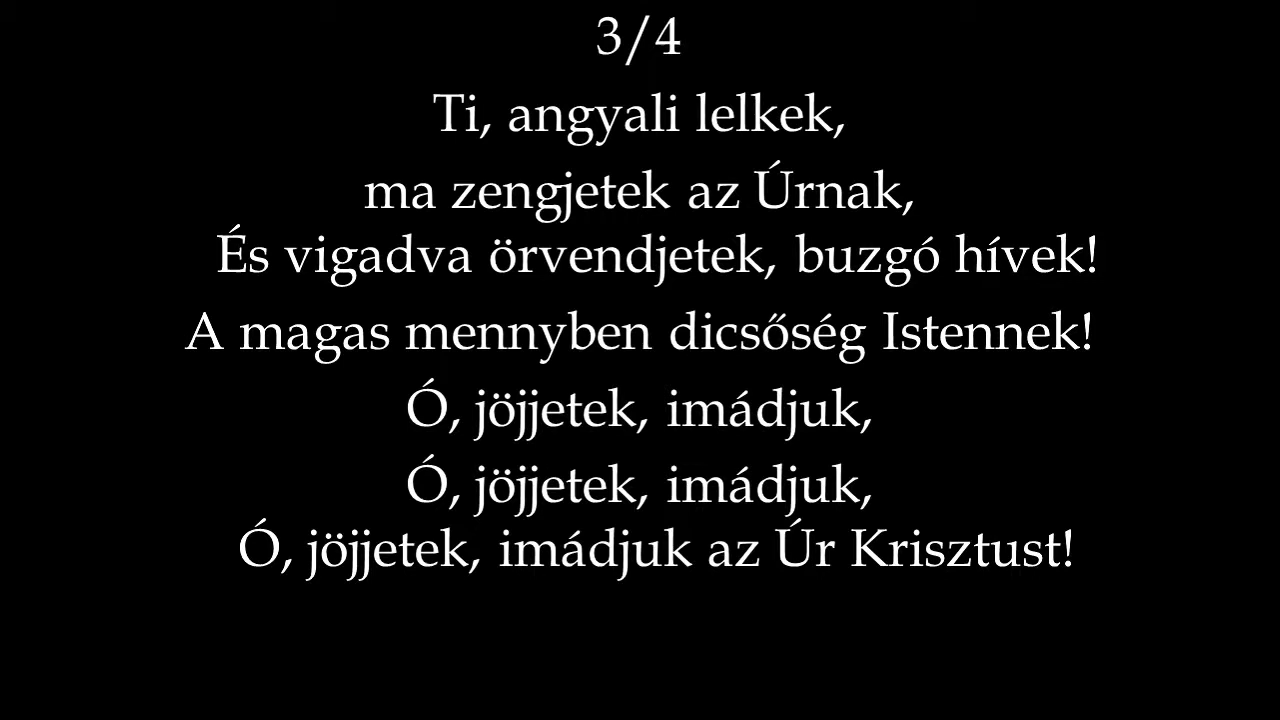 3/4
Ti, angyali lelkek,
ma zengjetek az Úrnak,
És vigadva örvendjetek, buzgó hívek!
A magas mennyben dicsőség Istennek!
Ó, jöjjetek, imádjuk,
Ó, jöjjetek, imádjuk,
Ó, jöjjetek, imádjuk az Úr Krisztust!